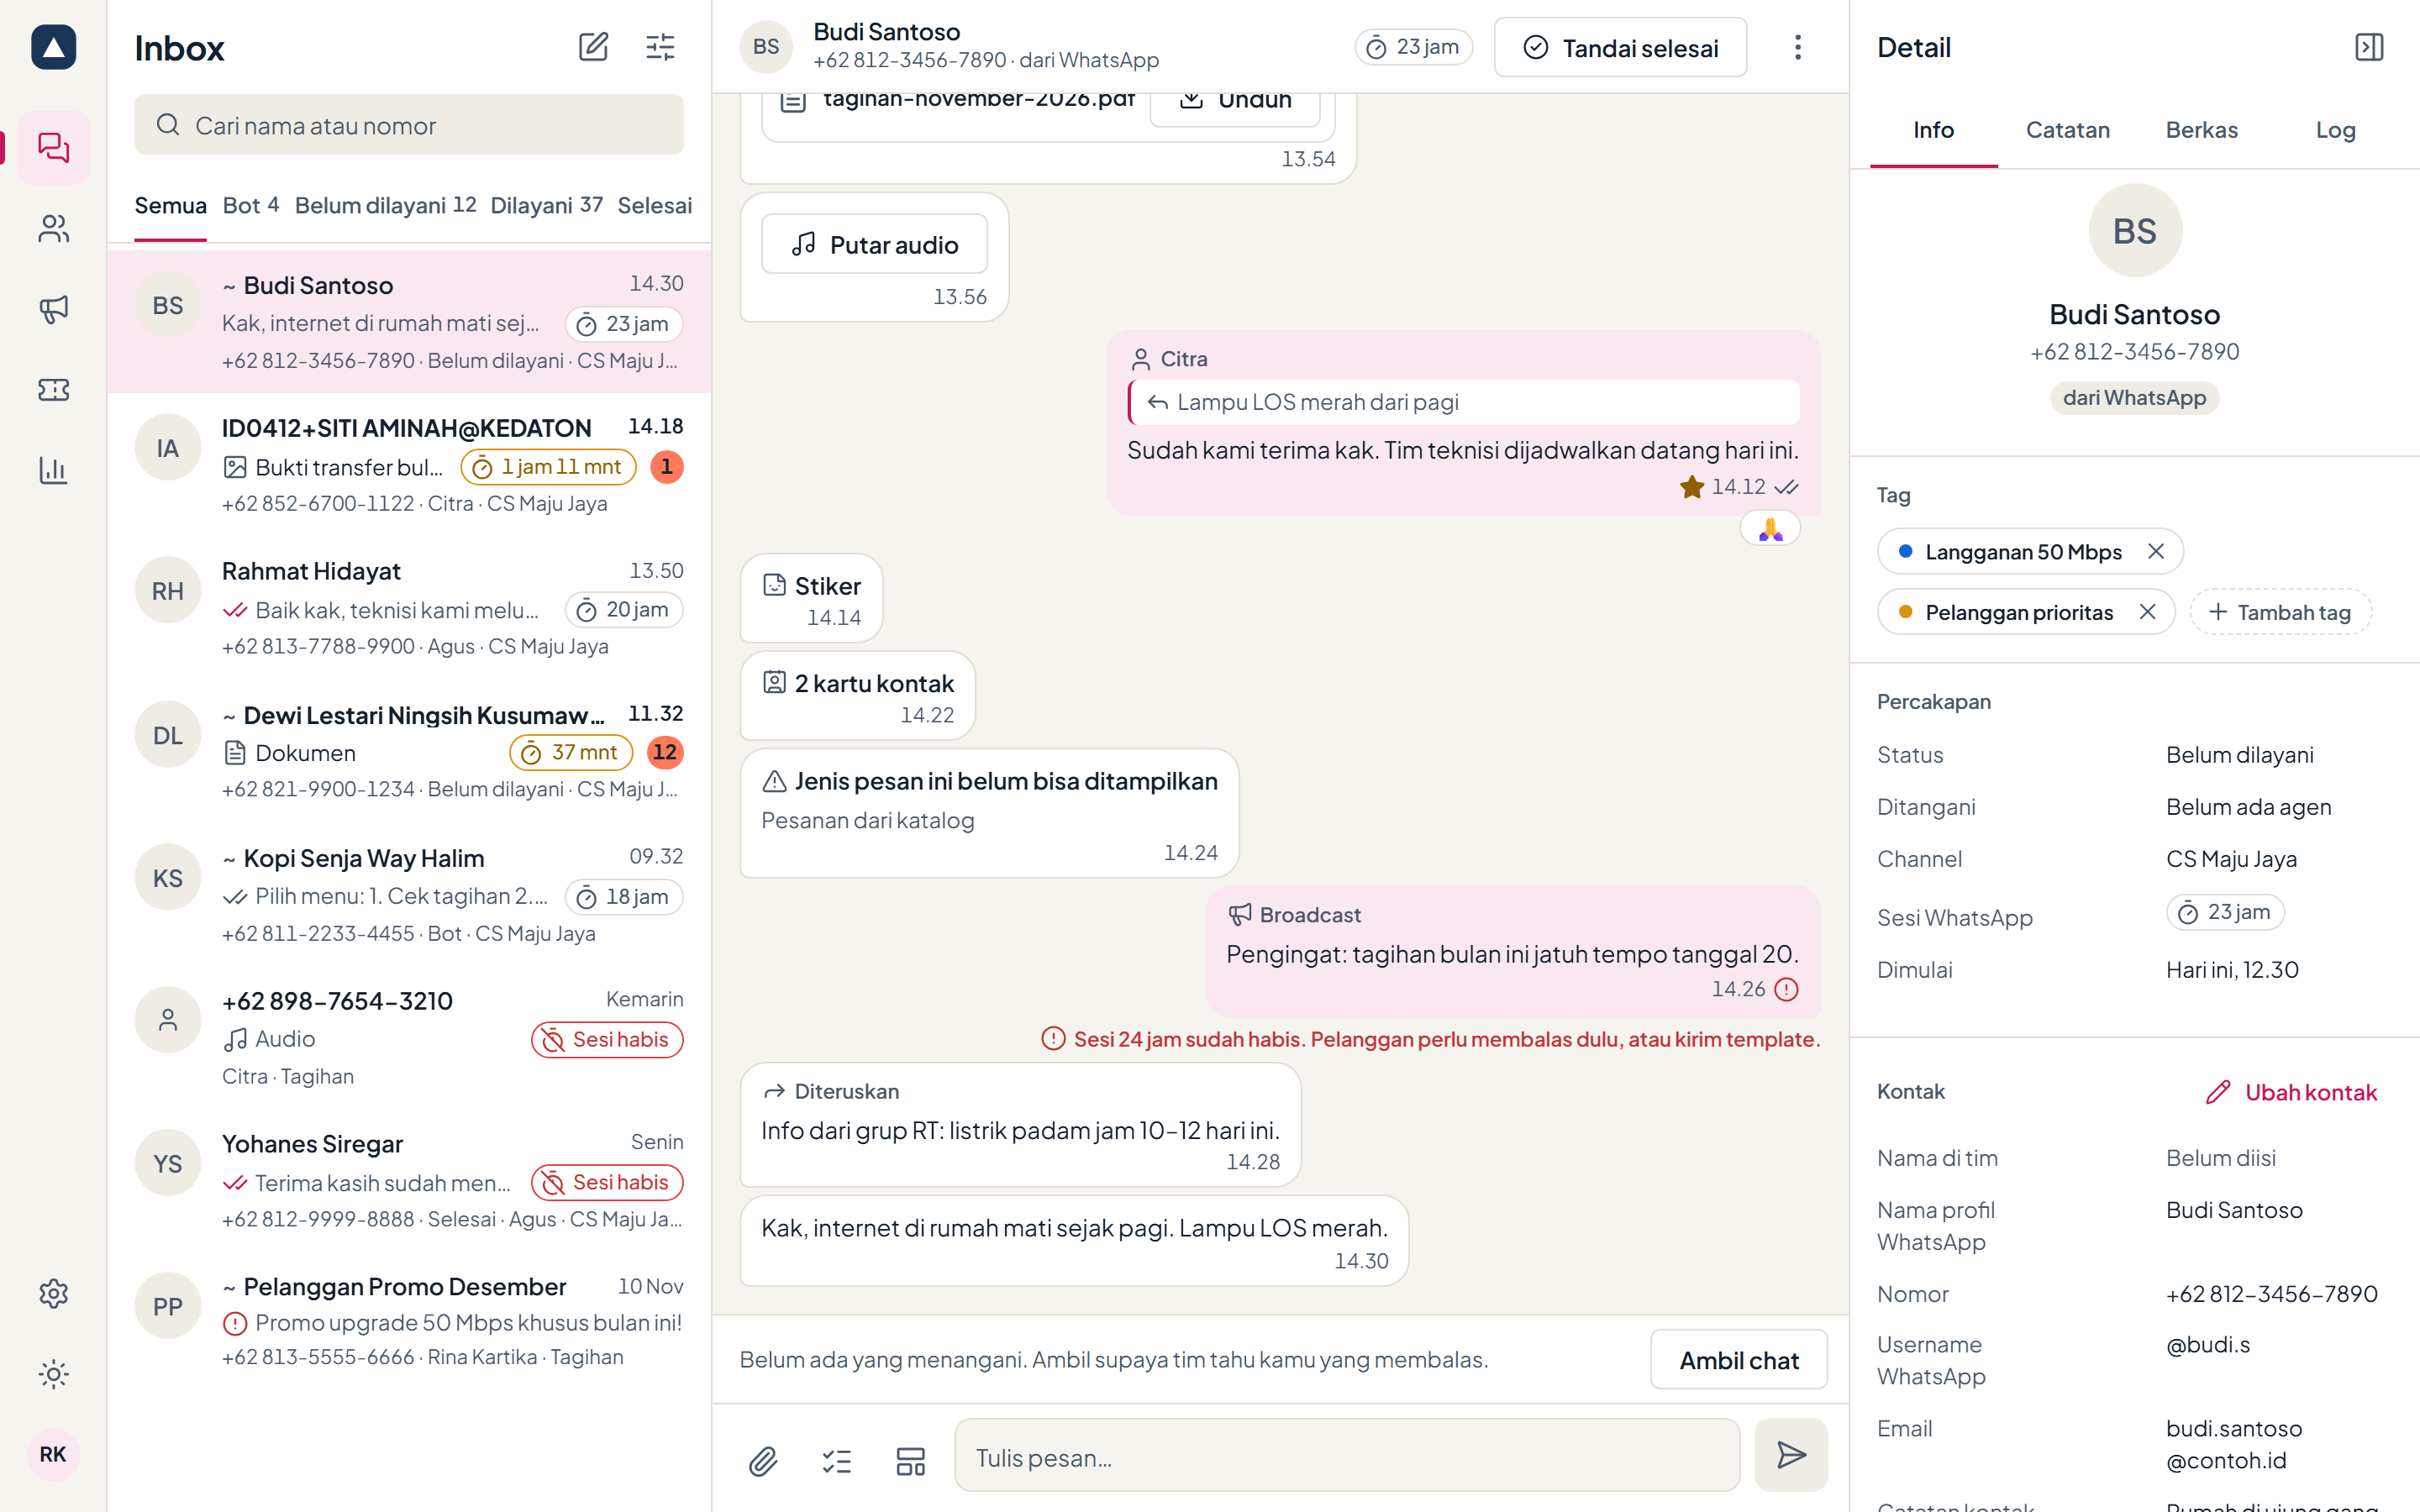 Inbox
Cari nama atau nomor
Semua Bot 4 Belum dilayani 12 Dilayani 37 Selesai
BS
~ Budi Santoso 14.30
Kak, internet di rumah mati sej... 23 jam
+62 812-3456-7890 · Belum dilayani · CS Maju J...
IA
ID0412+SITI AMINAH@KEDATON 14.18
Bukti transfer bul... 1 jam 11 mnt 1
+62 852-6700-1122 · Citra · CS Maju Jaya
RH
Rahmat Hidayat 13.50
Baik kak, teknisi kami melu... 20 jam
+62 813-7788-9900 · Agus · CS Maju Jaya
DL
~ Dewi Lestari Ningsih Kusumaw... 11.32
Dokumen 37 mnt 12
+62 821-9900-1234 · Belum dilayani · CS Maju J...
KS
~ Kopi Senja Way Halim 09.32
Pilih menu: 1. Cek tagihan 2.... 18 jam
+62 811-2233-4455 · Bot · CS Maju Jaya
+62 898-7654-3210 Kemarin
Audio Sesi habis
Citra · Tagihan
YS
Yohanes Siregar Senin
Terima kasih sudah men... Sesi habis
+62 812-9999-8888 · Selesai · Agus · CS Maju Ja...
PP
~ Pelanggan Promo Desember 10 Nov
Promo upgrade 50 Mbps khusus bulan ini!
+62 813-5555-6666 · Rina Kartika · Tagihan
RK
BS
Budi Santoso
+62 812-3456-7890 · dari WhatsApp
23 jam
Tandai selesai
tagihan-november-2026.pdf Unduh
13.54
Putar audio
13.56
Citra
Lampu LOS merah dari pagi
Sudah kami terima kak. Tim teknisi dijadwalkan datang hari ini.
14.12
Stiker
14.14
2 kartu kontak
14.22
Jenis pesan ini belum bisa ditampilkan
Pesanan dari katalog
14.24
Broadcast
Pengingat: tagihan bulan ini jatuh tempo tanggal 20.
14.26
Sesi 24 jam sudah habis. Pelanggan perlu membalas dulu, atau kirim template.
Diteruskan
Info dari grup RT: listrik padam jam 10–12 hari ini.
14.28
Kak, internet di rumah mati sejak pagi. Lampu LOS merah.
14.30
Belum ada yang menangani. Ambil supaya tim tahu kamu yang membalas.
Ambil chat
Tulis pesan...
Detail
Info Catatan Berkas Log
BS
Budi Santoso
+62 812-3456-7890
dari WhatsApp
Tag
Langganan 50 Mbps
Pelanggan prioritas
Tambah tag
Percakapan
Status Belum dilayani
Ditangani Belum ada agen
Channel CS Maju Jaya
Sesi WhatsApp 23 jam
Dimulai Hari ini, 12.30
Kontak Ubah kontak
Nama di tim Belum diisi
Nama profil Budi Santoso
WhatsApp
Nomor +62 812-3456-7890
Username @budi.s
WhatsApp
Email budi.santoso
@contoh.id
Catatan kontak Rumah di ujung gang